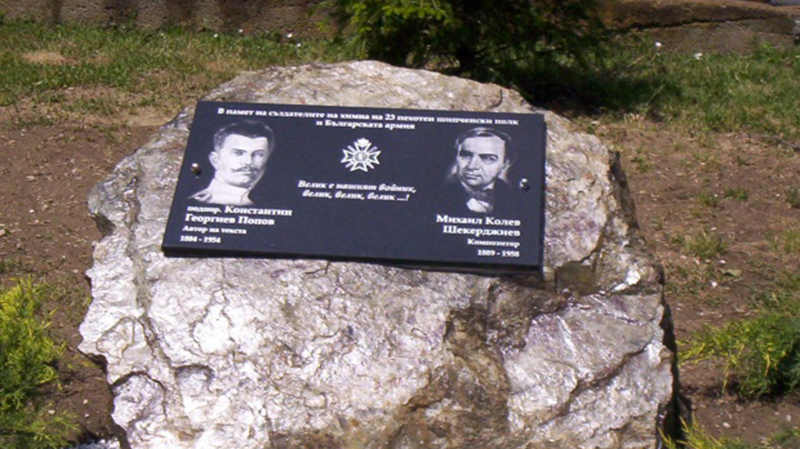 В памет на създателите на химна на 23 пехотен шипченски полк
и Българската армия
Велик е нашият войник,
велик, велик, велик ...!
подпор. Константин
Георгиев Попов
Автор на текста
1884 - 1954
Михаил Колев
Шекерджиев
Композитор
1889 - 1958